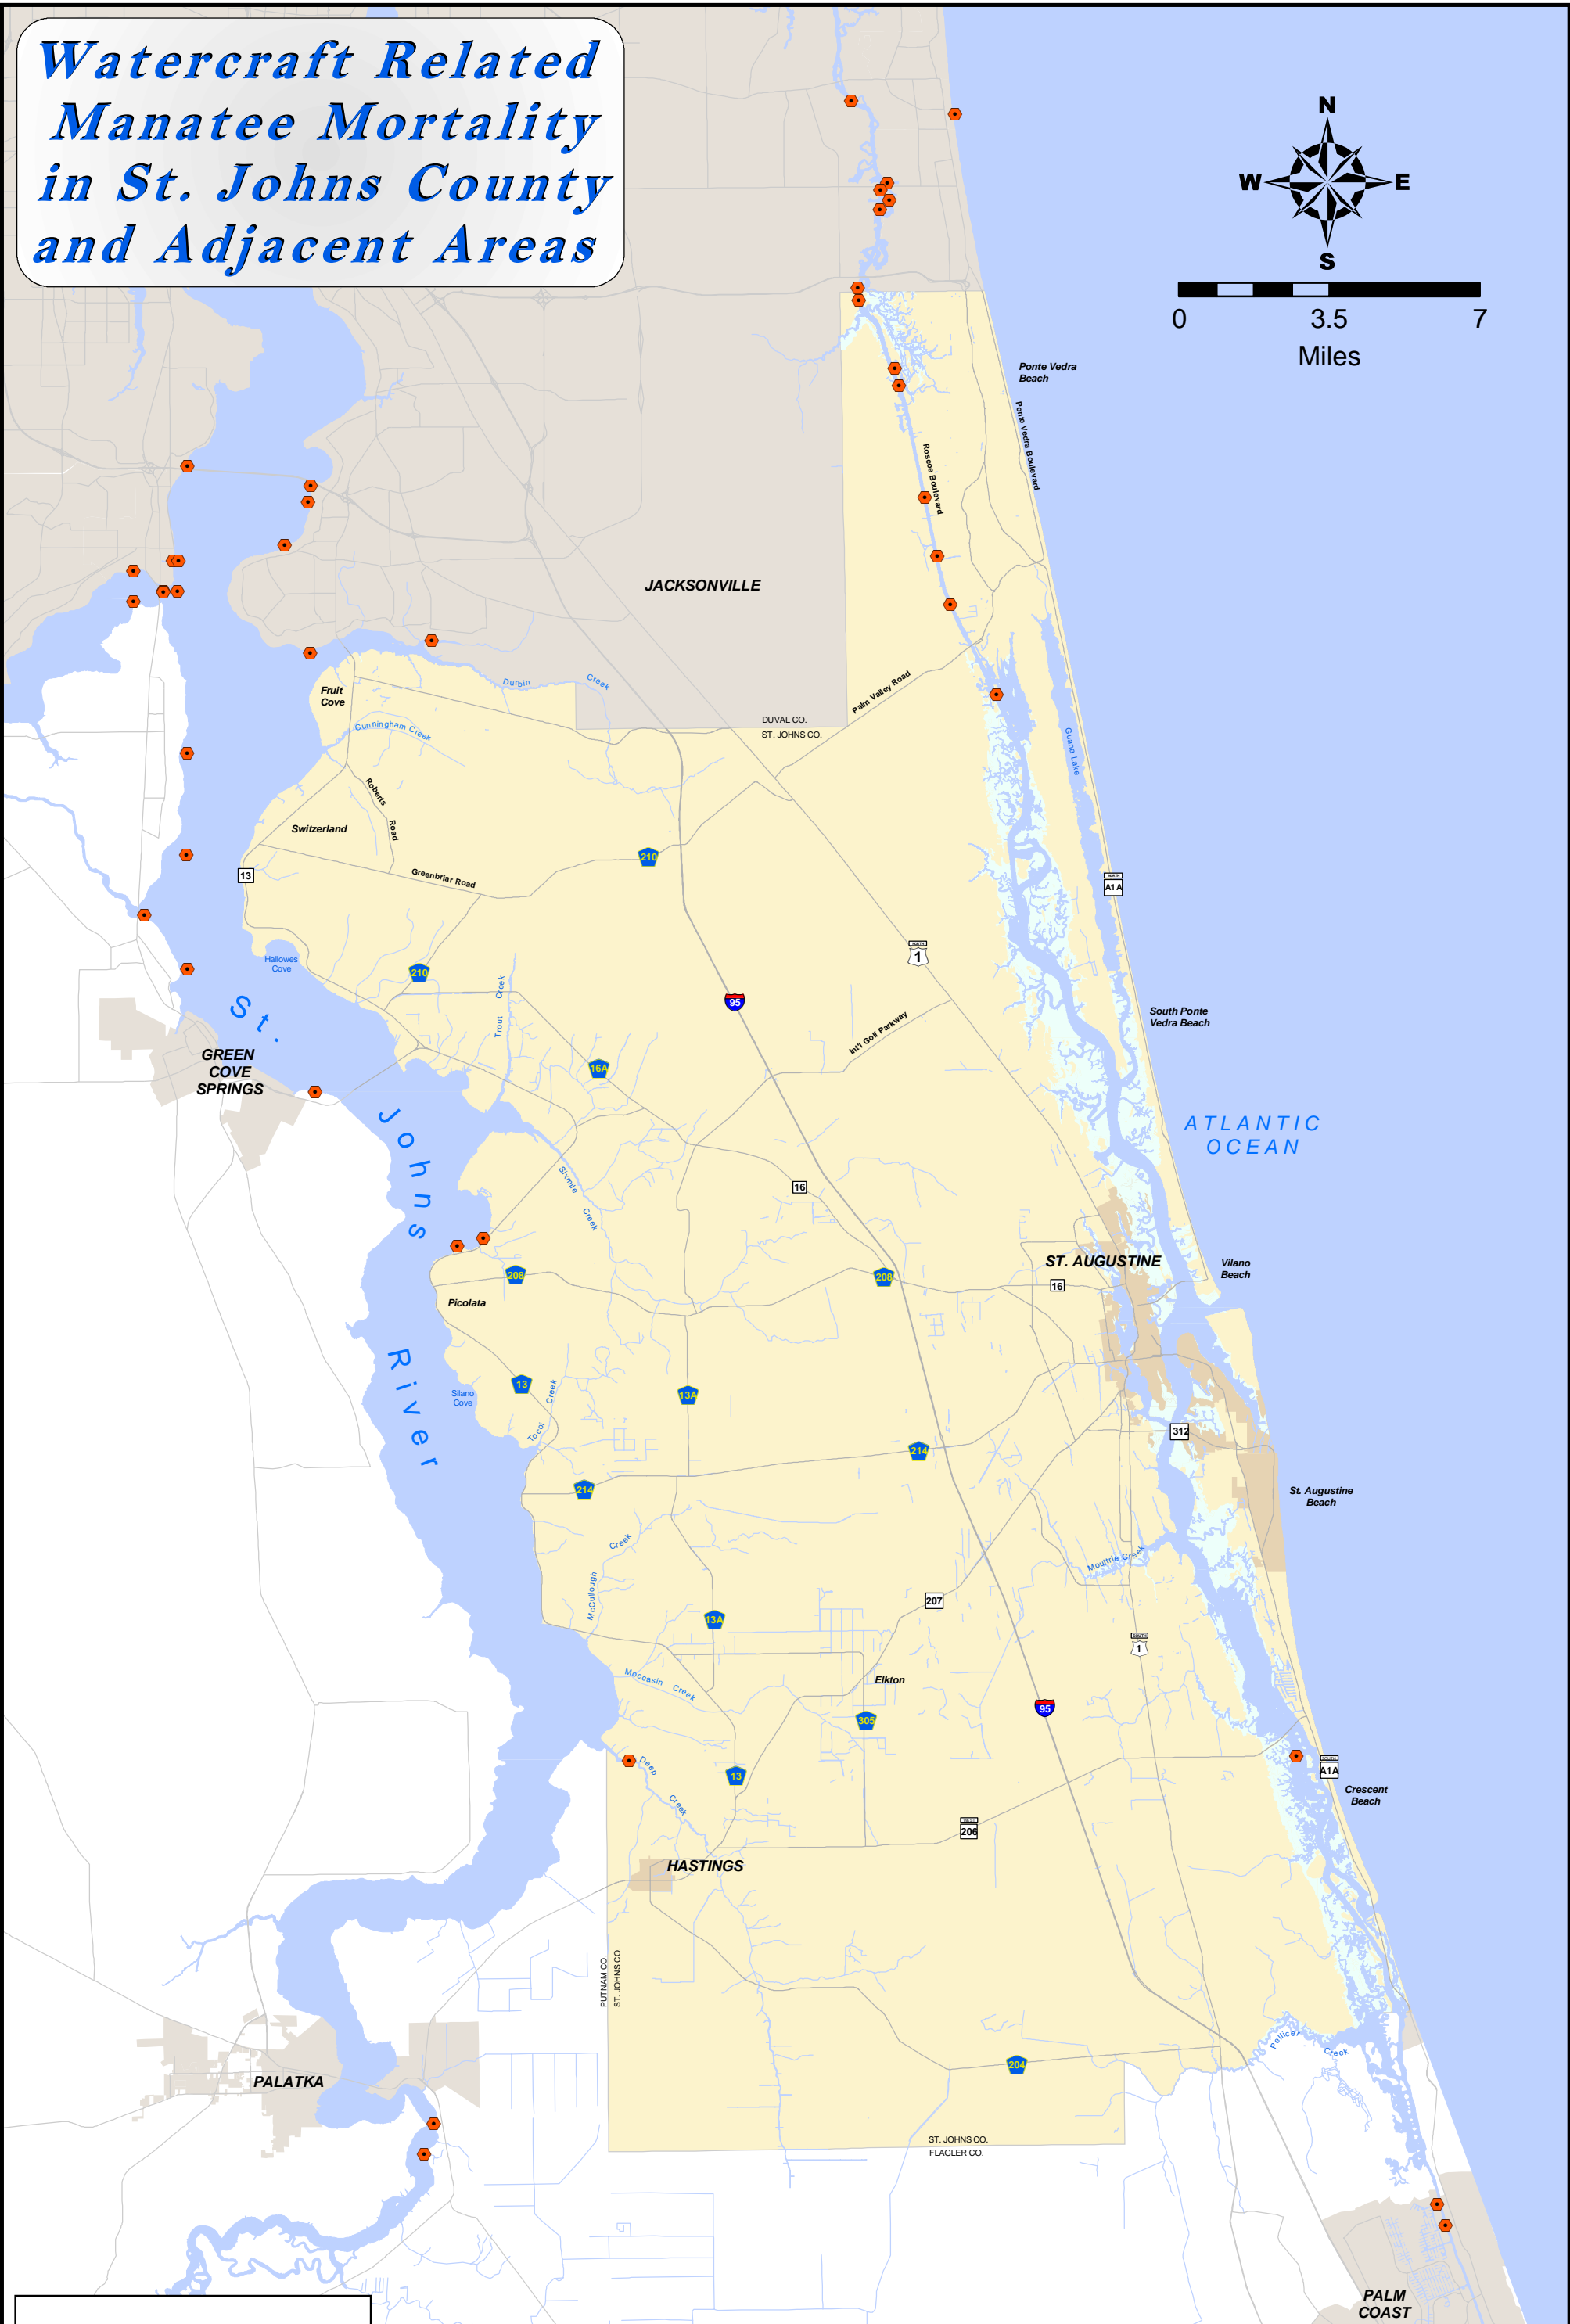 Watercraft Related
Manatee Mortality
in St. Johns County
and Adjacent Areas
N
W
E
S
0
3.5
7
Miles
Ponte Vedra
Beach
Ponte Vedra Boulevard
Roscoe Boulevard
JACKSONVILLE
Fruit
Cove
Durbin Creek
Cunningham Creek
DUVAL CO.
ST. JOHNS CO.
Palm Valley Road
Guana Lake
Roberts Road
Switzerland
210
13
Greenbriar Road
NORTH
A1A
NORTH
1
Hallowes
Cove
210
Trout Creek
95
St. Johns River
Int'l Golf Parkway
South Ponte
Vedra Beach
GREEN
COVE
SPRINGS
16A
ATLANTIC
OCEAN
Sixmile Creek
16
ST. AUGUSTINE
Vilano
Beach
208
208
16
Picolata
13
Silano
Cove
Tocoi Creek
13A
312
214
214
St. Augustine
Beach
McCullough Creek
Moultrie Creek
207
13A
SOUTH
1
Moccasin Creek
Elkton
305
95
Deep Creek
13
SOUTH
A1A
Crescent
Beach
206
HASTINGS
PUTNAM CO.
ST. JOHNS CO.
Pellicer Creek
204
PALATKA
ST. JOHNS CO.
FLAGLER CO.
PALM
COAST